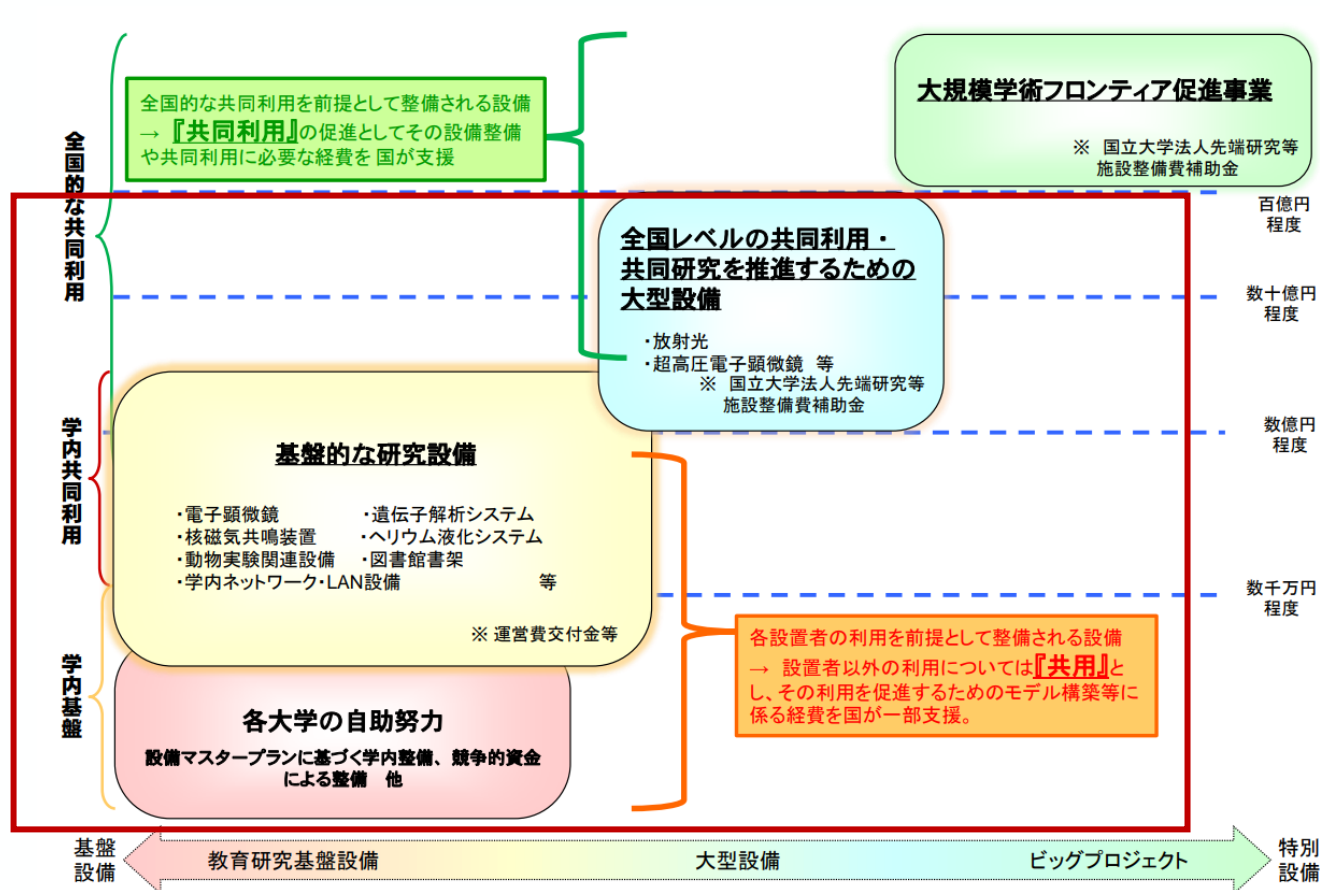 全国的な共同利用を前提として整備される設備
→ 『共同利用』の促進としてその設備整備
や共同利用に必要な経費を国が支援
大規模学術フロンティア促進事業
※ 国立大学法人先端研究等
施設整備費補助金
全国的な共同利用
百億円
程度
全国レベルの共同利用・
共同研究を推進するための
大型設備
・放射光
・超高圧電子顕微鏡 等
※ 国立大学法人先端研究等
施設整備費補助金
数十億円
程度
学内共同利用
数億円
程度
基盤的な研究設備
・電子顕微鏡 ・遺伝子解析システム
・核磁気共鳴装置 ・ヘリウム液化システム
・動物実験関連設備 ・図書館書架
・学内ネットワーク・LAN設備 等
※ 運営費交付金等
数千万円
程度
各設置者の利用を前提として整備される設備
→ 設置者以外の利用については『共用』と
し、その利用を促進するためのモデル構築等に
係る経費を国が一部支援。
学内基盤
各大学の自助努力
設備マスタープランに基づく学内整備、競争的資金
による整備 他
基盤
設備
教育研究基盤設備
大型設備
ビッグプロジェクト
特別
設備